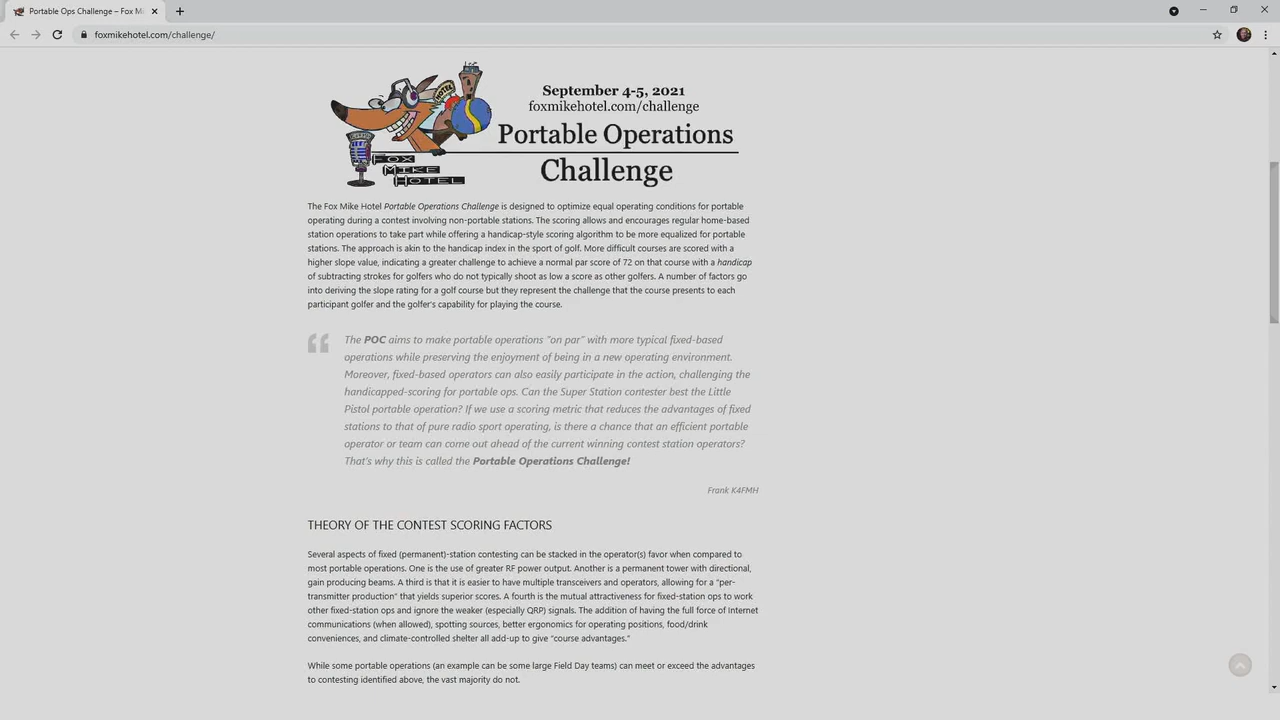 Portable Ops Challenge – Fox Mi
foxmikehotel.com/challenge/
September 4-5, 2021
foxmikehotel.com/challenge
Portable Operations
Challenge
FOX
MIKE
HOTEL
The Fox Mike Hotel Portable Operations Challenge is designed to optimize equal operating conditions for portable
operating during a contest involving non-portable stations. The scoring allows and encourages regular home-based
station operations to take part while offering a handicap-style scoring algorithm to be more equalized for portable
stations. The approach is akin to the handicap index in the sport of golf. More difficult courses are scored with a
higher slope value, indicating a greater challenge to achieve a normal par score of 72 on that course with a handicap
of subtracting strokes for golfers who do not typically shoot as low a score as other golfers. A number of factors go
into deriving the slope rating for a golf course but they represent the challenge that the course presents to each
participant golfer and the golfer's capability for playing the course.
The POC aims to make portable operations "on par" with more typical fixed-based
operations while preserving the enjoyment of being in a new operating environment.
Moreover, fixed-based operators can also easily participate in the action, challenging the
handicapped-scoring for portable ops. Can the Super Station contester best the Little
Pistol portable operation? If we use a scoring metric that reduces the advantages of fixed
stations to that of pure radio sport operating, is there a chance that an efficient portable
operator or team can come out ahead of the current winning contest station operators?
That's why this is called the Portable Operations Challenge!
Frank K4FMH
THEORY OF THE CONTEST SCORING FACTORS
Several aspects of fixed (permanent)-station contesting can be stacked in the operator(s) favor when compared to
most portable operations. One is the use of greater RF power output. Another is a permanent tower with directional,
gain producing beams. A third is that it is easier to have multiple transceivers and operators, allowing for a "per-
transmitter production" that yields superior scores. A fourth is the mutual attractiveness for fixed-station ops to work
other fixed-station ops and ignore the weaker (especially QRP) signals. The addition of having the full force of Internet
communications (when allowed), spotting sources, better ergonomics for operating positions, food/drink
conveniences, and climate-controlled shelter all add-up to give "course advantages."
While some portable operations (an example can be some large Field Day teams) can meet or exceed the advantages
to contesting identified above, the vast majority do not.